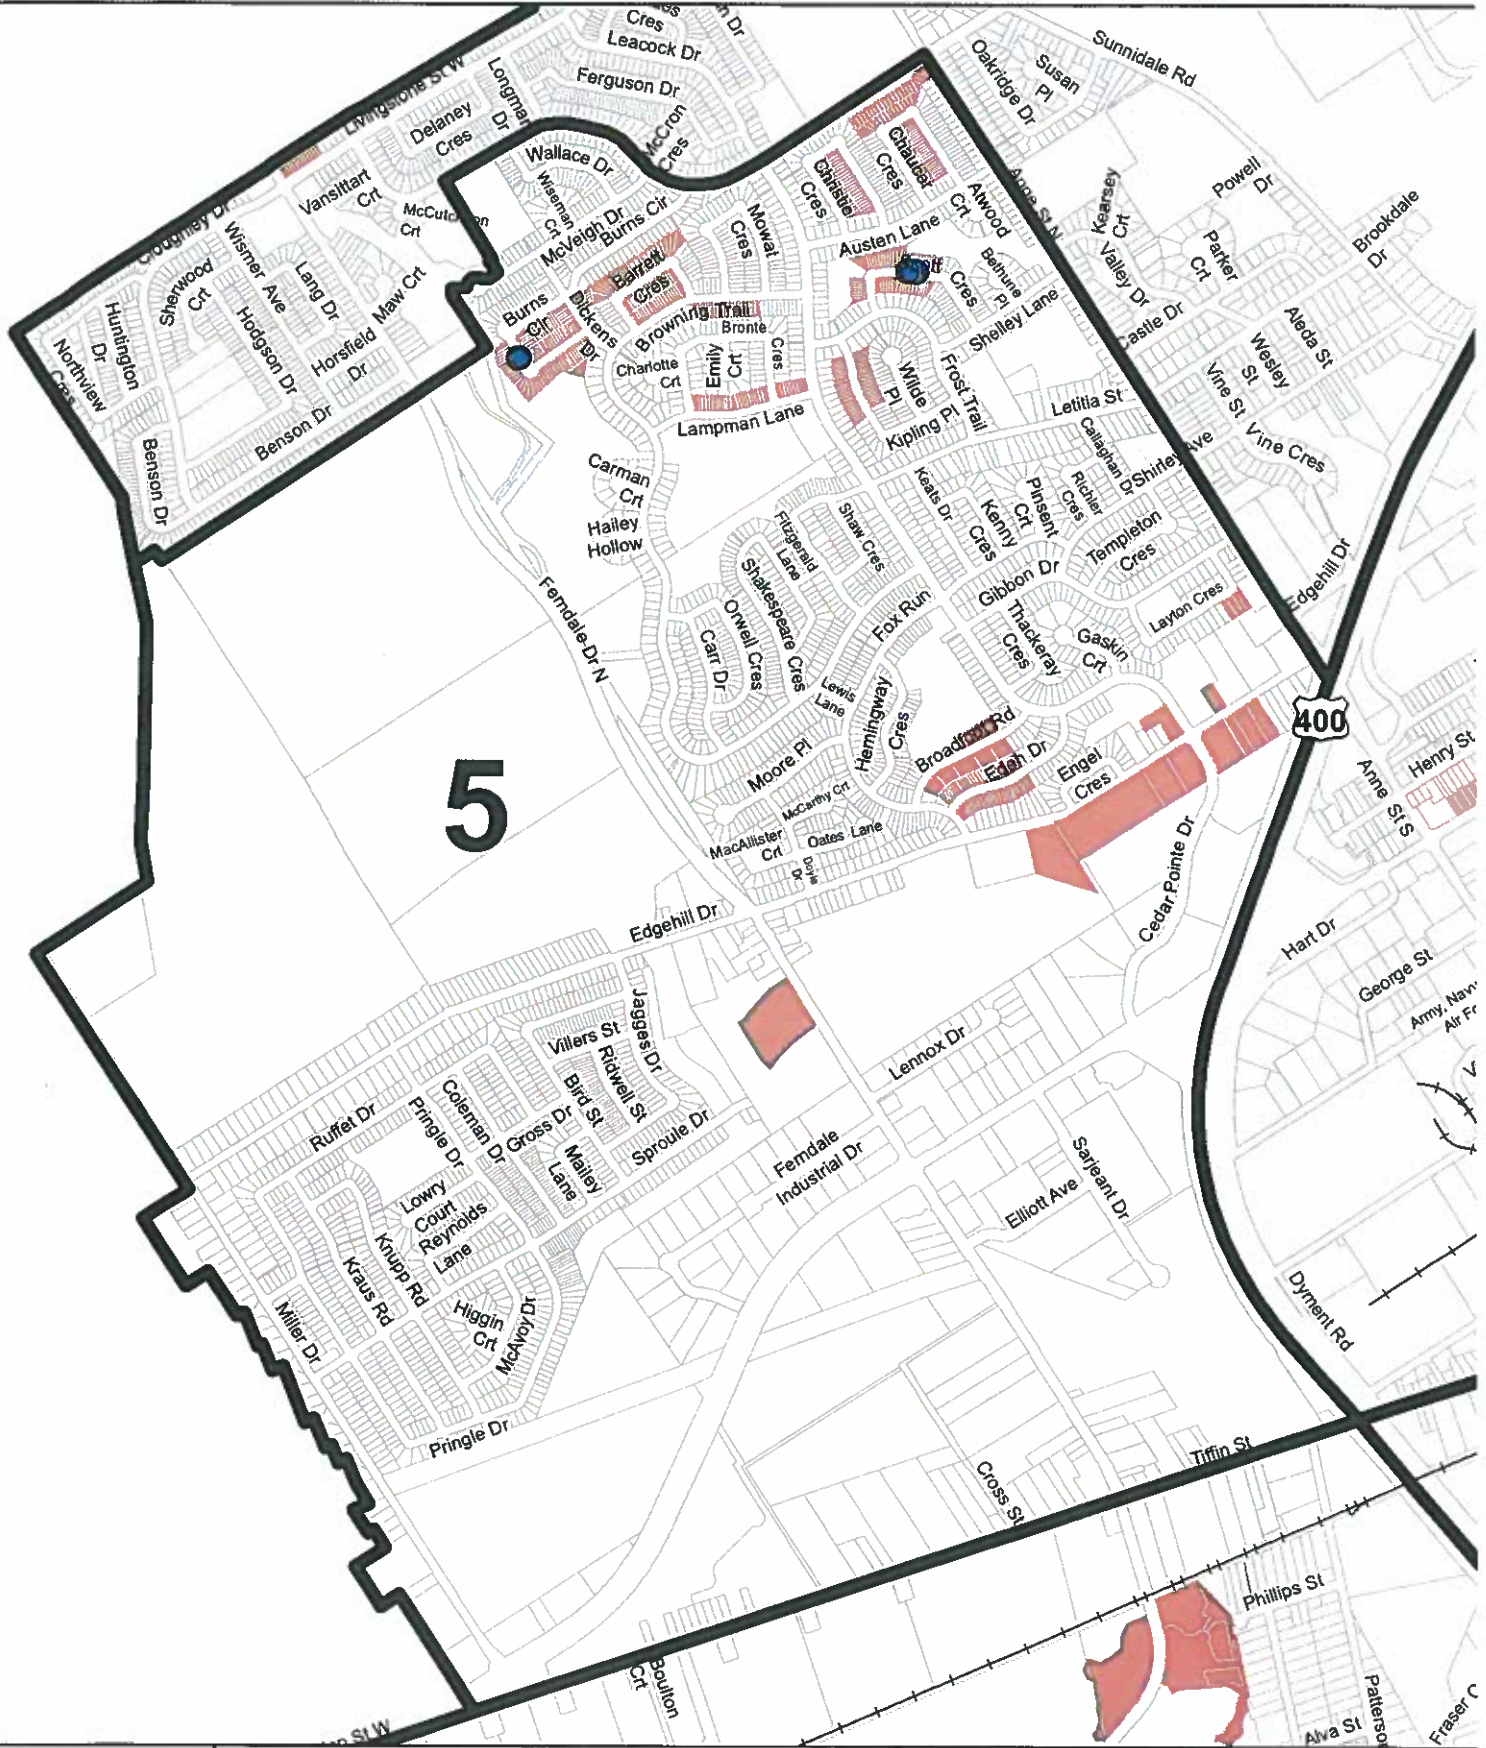 Cres
Leacock Dr
Ferguson Dr
McCron
Cres
Sunnidale Rd
Oakridge Dr
Susan
Pl
Livingstone St W
Longman
Dr
Delaney
Cres
Wallace Dr
Wiseman
Crt
Vansittart
Crt
McCutcheon
Crt
McVeigh Dr
Burns Cir
Barrett
Cres
Mowat
Cres
Christie
Cres
Chaucer
Cres
Atwood
Crt
Austen Lane
Cres
Bethune
Pl
Shelley Lane
Anne St N
Kearsey
Crt
Powell
Dr
Valley Dr
Parker
Crt
Brookdale
Dr
Castle Dr
Aleda St
Wesley
St
Vine St
Vine Cres
Cloughley Dr
Sherwood
Crt
Wismer
Ave
Lang Dr
Maw Crt
Huntington
Dr
Hodgson Dr
Horsfield
Dr
Northview
Cres
Benson Dr
Benson Dr
Burns
Cir
Dickens
Dr
Browning Trail
Bronte
Cres
Charlotte
Crt
Emily
Crt
Lampman Lane
Wilde
Pl
Frost Trail
Kipling Pl
Letitia St
Callaghan Dr
Shirley Ave
Carman
Crt
Hailey
Hollow
Keats Dr
Kenny
Cres
Pinsent
Crt
Richler
Cres
Templeton
Cres
Shaw Cres
Fitzgerald
Lane
Shakespeare Cres
Orwell Cres
Carr Dr
Gibbon Dr
Fox Run
Thackeray
Cres
Gaskin
Crt
Layton Cres
Edgehill Dr
Ferndale Dr N
Lewis
Lane
Hemingway
Cres
Broadfoot Rd
Edeh Dr
Engel
Cres
Moore Pl
McCarthy Crt
MacAllister
Crt
Oates Lane
Doyle
Dr
400
Anne St S
Henry St
5
Cedar Pointe Dr
Edgehill Dr
Hart Dr
George St
Army, Navy
Jagges Dr
Villers St
Ridwell St
Bird St
Lennox Dr
Coleman Dr
Gross Dr
Pringle Dr
Ruffet Dr
Sproule Dr
Mailey
Lane
Ferndale
Industrial Dr
Sarjeant Dr
Elliott Ave
Lowry
Court
Reynolds
Lane
Knupp Rd
Kraus Rd
Higgin
Crt
McAvoy Dr
Miller Dr
Dyment Rd
Pringle Dr
Cross St
Tiffin St
Phillips St
Boulton
Crt
Alva St